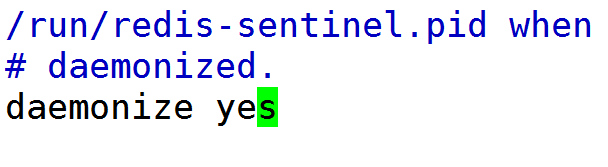 /run/redis-sentinel.pid when
# daemonized.
daemonize yes